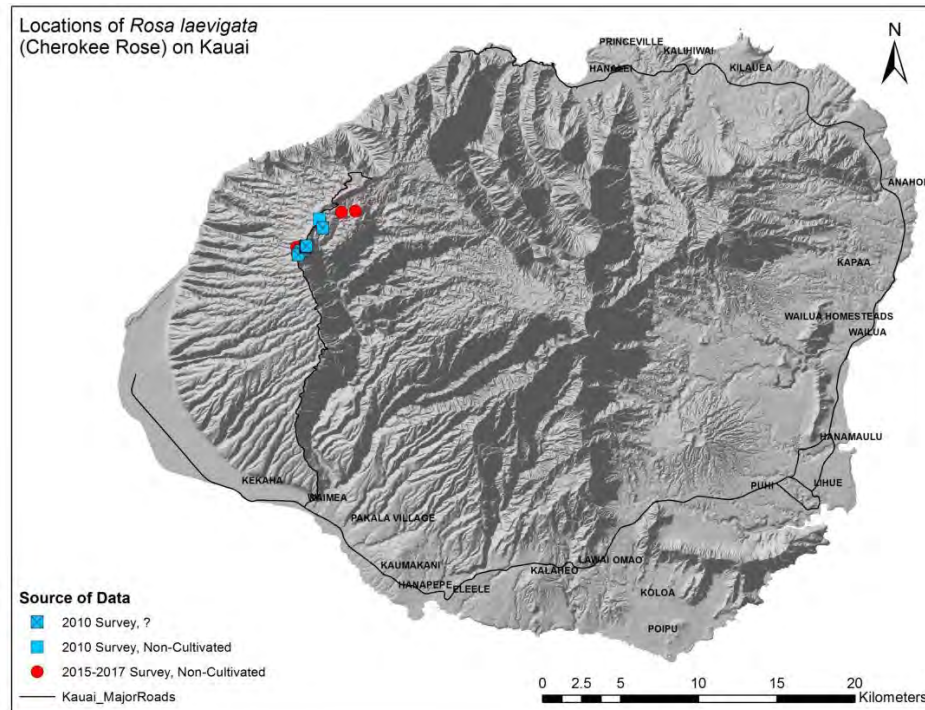 Locations of Rosa laevigata
(Cherokee Rose) on Kauai
N
PRINCEVILLE
KALIHIWAI
HANALEI
KILAUEA
ANAHOL
KAPAA
WAILUA HOMESTEADS
WAILUA
HANAMAULU
KEKAHA
PUHI
LIHUE
WAIMEA
PAKALA VILLAGE
KAUMAKANI
LAWAI OMAO
KALAHEO
HANAPEPE
ELEELE
KOLOA
POIPU
Source of Data
2010 Survey, ?
2010 Survey, Non-Cultivated
2015-2017 Survey, Non-Cultivated
Kauai_MajorRoads
0 2.5 5 10 15 20
Kilometers